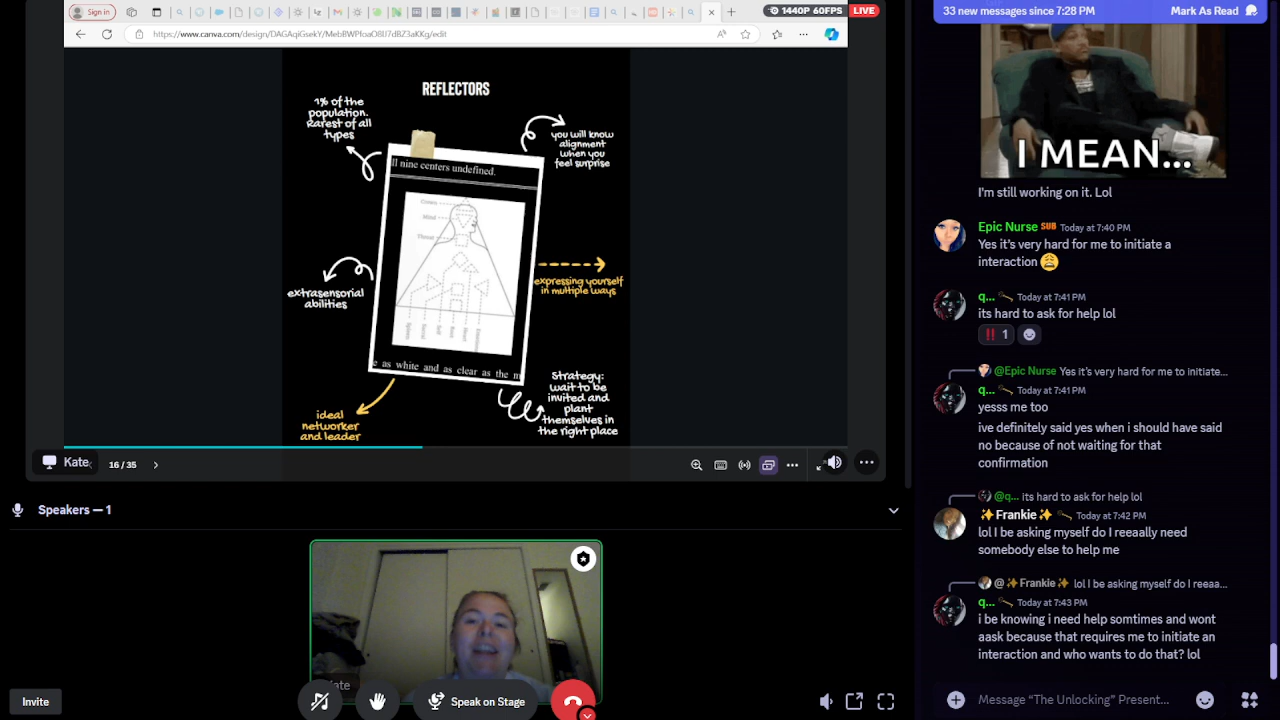 Sign in
1440P 60FPS
LIVE
https://www.canva.com/design/DAGAqiGsekY/MebBWPfoaO8IJ7dBZ3aKKg/edit
REFLECTORS
1% of the
population.
Rarest of all
types
you will know
alignment
when you
feel surprise
ll nine centers undefined.
Crown
Mind
Throat
extrasensorial
abilities
expressing yourself
in multiple ways
e as white and as clear as the m
ideal
networker
and leader
Strategy:
wait to be
invited and
plant
themselves in
the right place
Kate
16 / 35
Speakers — 1
Invite
Speak on Stage
33 new messages since 7:28 PM
Mark As Read
I MEAN...
I'm still working on it. Lol
Epic Nurse SUB Today at 7:40 PM
Yes it's very hard for me to initiate a
interaction 😩
q... Today at 7:41 PM
its hard to ask for help lol
‼️ 1
@Epic Nurse Yes it's very hard for me to initiate...
q... Today at 7:41 PM
yesss me too
ive definitely said yes when i should have said
no because of not waiting for that
confirmation
@q... its hard to ask for help lol
✨ Frankie ✨ Today at 7:42 PM
lol I be asking myself do I reeaally need
somebody else to help me
@ ✨ Frankie ✨ lol I be asking myself do I reeaa...
q... Today at 7:43 PM
i be knowing i need help somtimes and wont
aask because that requires me to initiate an
interaction and who wants to do that? lol
Message “The Unlocking” Present...